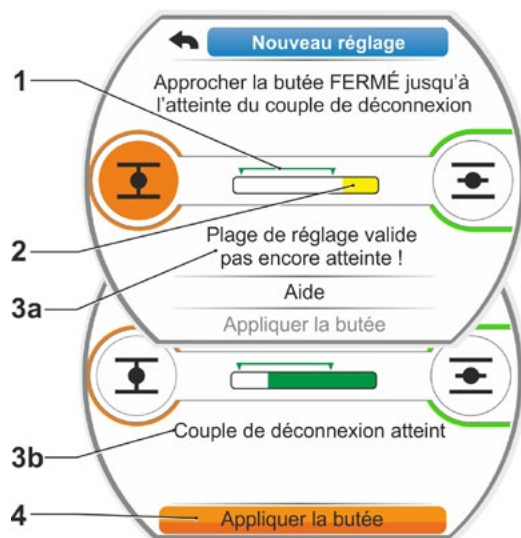 Nouveau réglage
Approcher la butée FERMÉ jusqu'à
l'atteinte du couple de déconnexion
1
2
Plage de réglage valide
pas encore atteinte !
3a
Aide
Appliquer la butée
Couple de déconnexion atteint
3b
4
Appliquer la butée